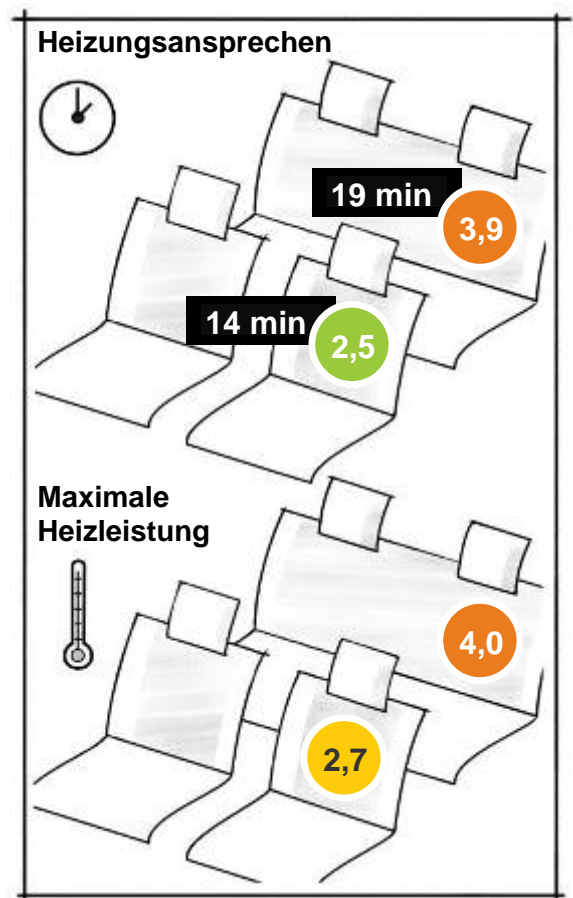 Heizungsansprechen
19 min
3,9
14 min
2,5
Maximale
Heizleistung
4,0
2,7